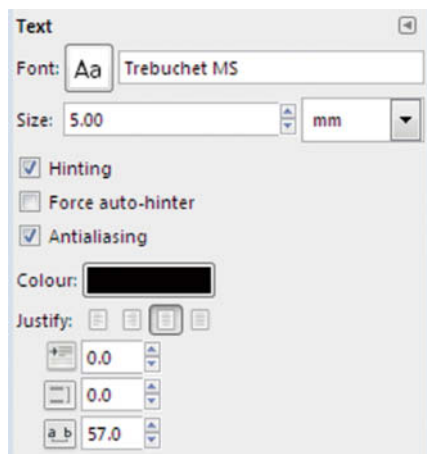 Text
Font: Aa Trebuchet MS
Size: 5.00 mm
Hinting
Force auto-hinter
Antialiasing
Colour:
Justify:
0.0
0.0
a b 57.0